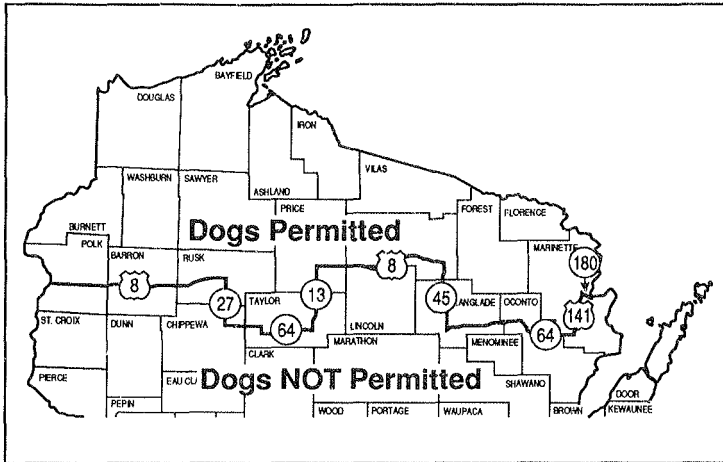 BAYFIELD
DOUGLAS
IRON
VILAS
WASHBURN
SAWYER
ASHLAND
PRICE
FOREST
FLORENCE
BURNETT
Dogs Permitted
POLK
MARINETTE
BARRON
RUSK
8
180
8
27
TAYLOR
13
45
LANGLADE
OCONTO
141
ST. CROIX
DUNN
CHIPPEWA
64
LINCOLN
64
MARATHON
MENOMINEE
CLARK
PIERCE
EAU CL
Dogs NOT Permitted
SHAWANO
PEPIN
DOOR
WOOD
PORTAGE
WAUPACA
BROWN
KEWAUNEE